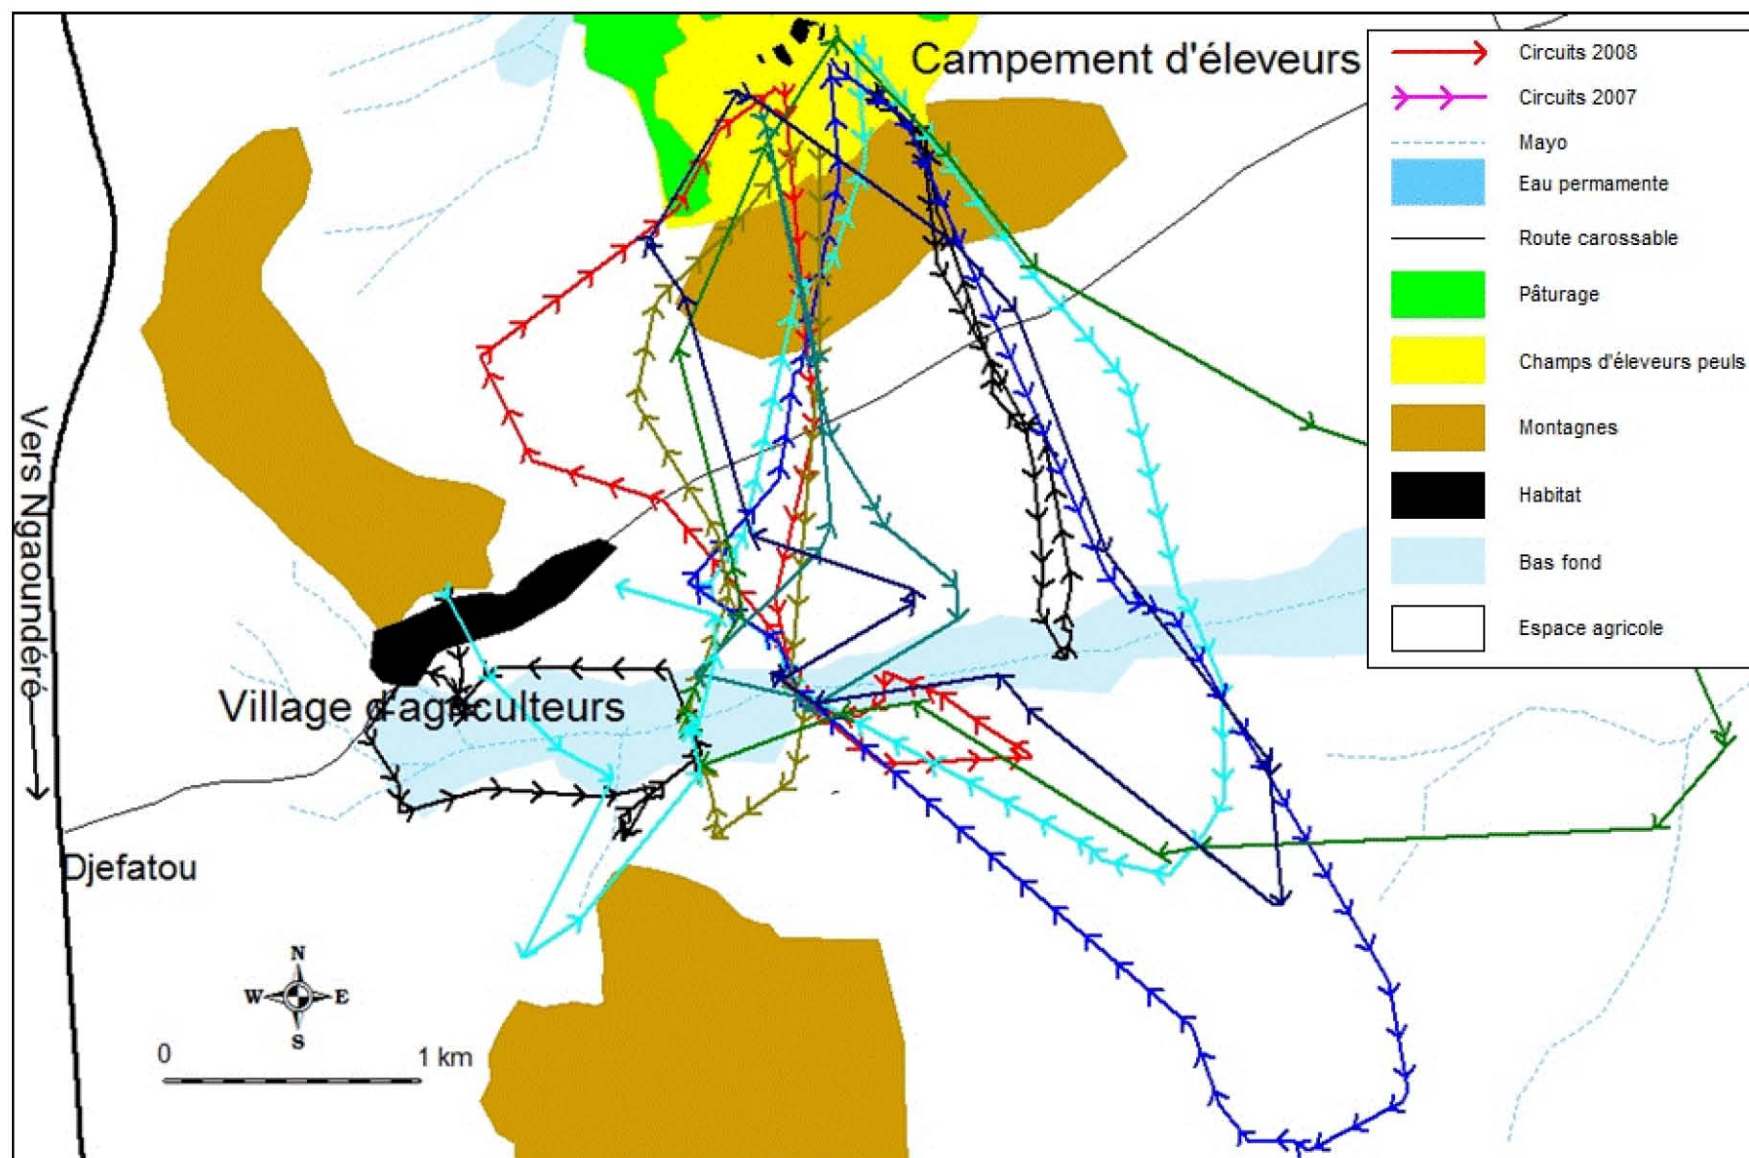 Campement d'éleveurs
Circuits 2008
Circuits 2007
Mayo
Eau permamente
Route carossable
Pâturage
Champs d'éleveurs peuls
Montagnes
Habitat
Bas fond
Espace agricole
Vers Ngaoundéré
Village d'agriculteurs
Djefatou
N
W
E
S
0
1 km